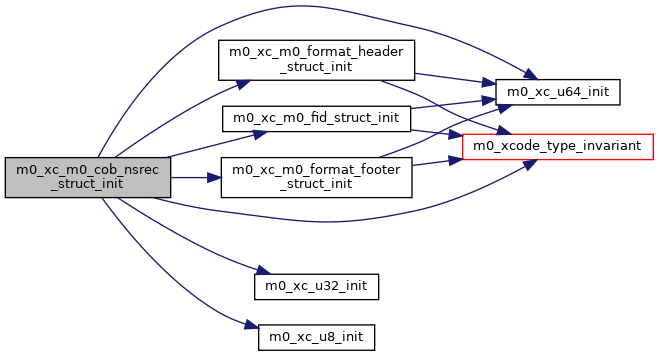 m0_xc_m0_cob_nsrec
_struct_init
m0_xc_m0_format_header
_struct_init
m0_xc_m0_fid_struct_init
m0_xc_m0_format_footer
_struct_init
m0_xc_u64_init
m0_xcode_type_invariant
m0_xc_u32_init
m0_xc_u8_init